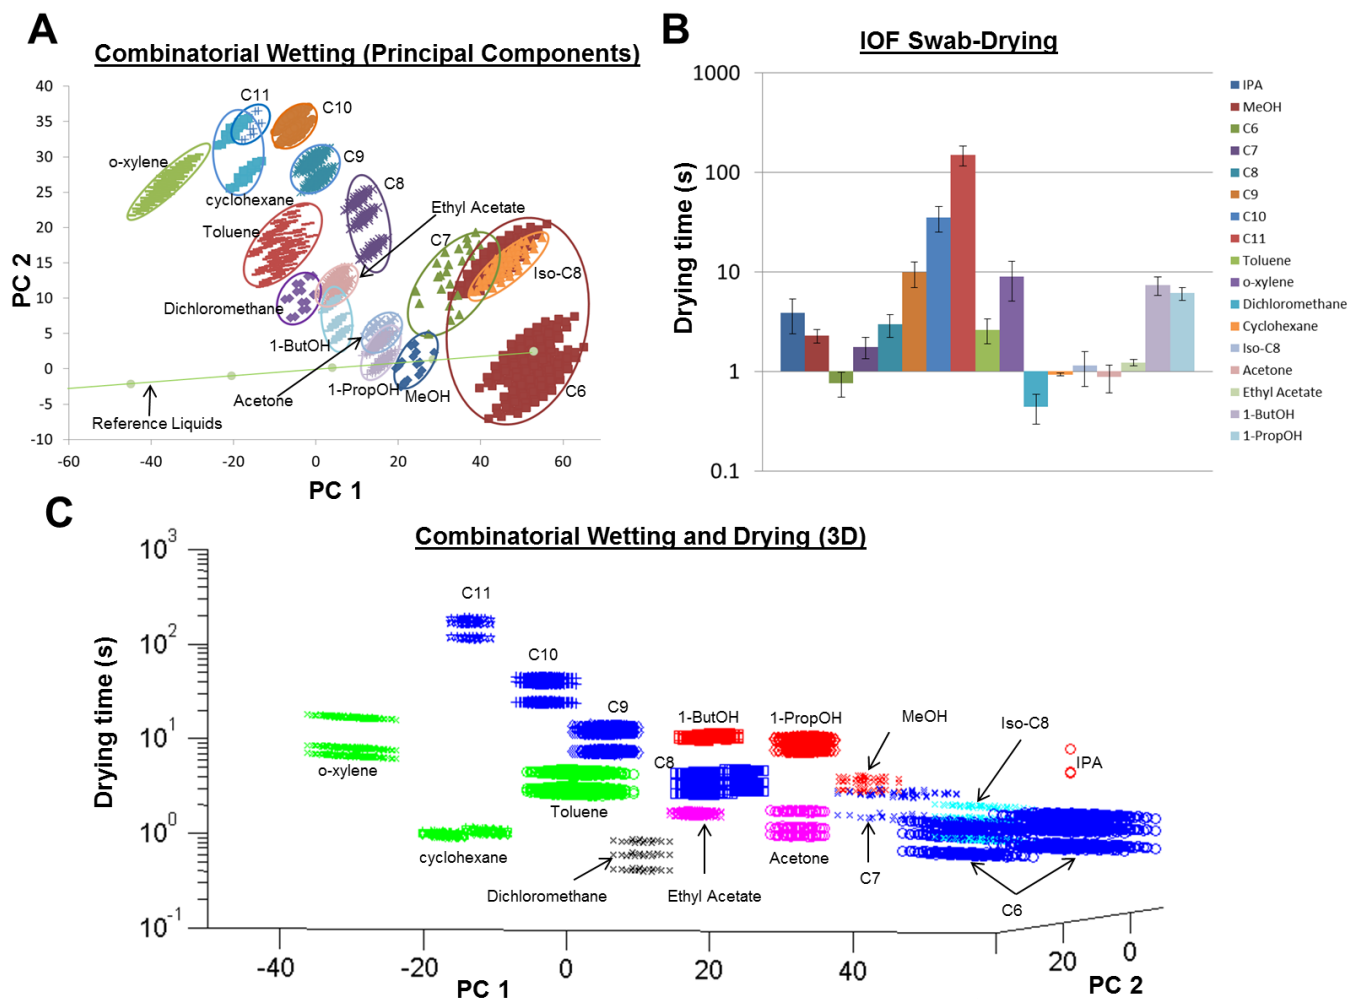 A
Combinatorial Wetting (Principal Components)
PC 2
40
35
30
25
20
15
10
5
0
-5
-10
-60
-40
-20
0
20
40
60
PC 1
C11
C10
o-xylene
C9
C8
cyclohexane
Ethyl Acetate
Toluene
C7
Iso-C8
Dichloromethane
1-ButOH
Acetone
1-PropOH
MeOH
C6
Reference Liquids
B
IOF Swab-Drying
Drying time (s)
1000
100
10
1
0.1
IPA
MeOH
C6
C7
C8
C9
C10
C11
Toluene
o-xylene
Dichloromethane
Cyclohexane
Iso-C8
Acetone
Ethyl Acetate
1-ButOH
1-PropOH
C
Combinatorial Wetting and Drying (3D)
Drying time (s)
10³
10²
10¹
10⁰
10⁻¹
C11
C10
C9
1-ButOH
1-PropOH
MeOH
Iso-C8
IPA
o-xylene
C8
Toluene
cyclohexane
Acetone
Dichloromethane
Ethyl Acetate
C7
C6
-40
-20
0
20
40
20
0
PC 1
PC 2